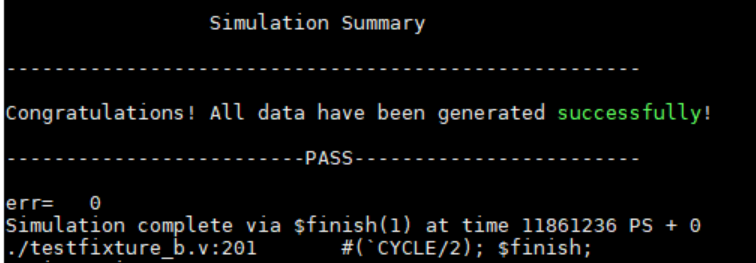 Simulation Summary
-------------------------------------------------------
Congratulations! All data have been generated successfully!
--------------------------PASS-------------------------
err=   0
Simulation complete via $finish(1) at time 11861236 PS + 0
./testfixture_b.v:201        #(`CYCLE/2); $finish;